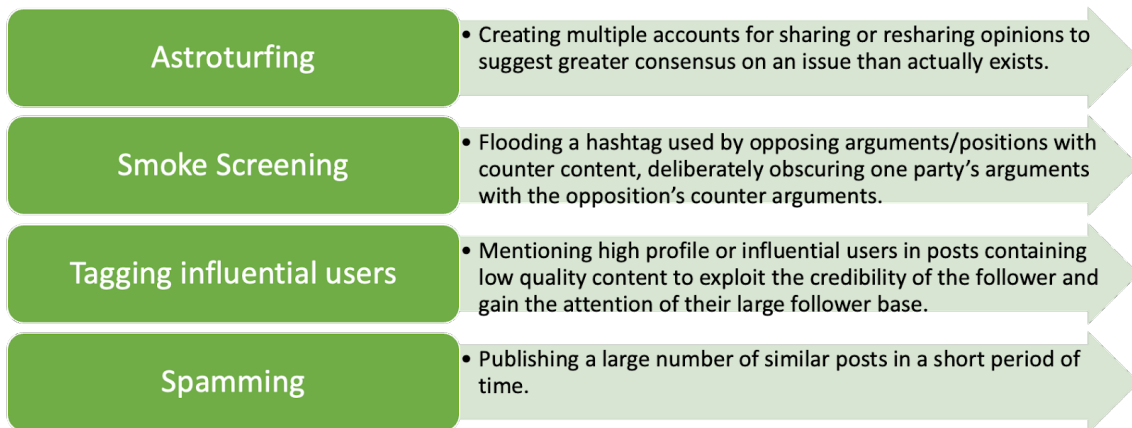 Astroturfing
• Creating multiple accounts for sharing or resharing opinions to
suggest greater consensus on an issue than actually exists.
Smoke Screening
• Flooding a hashtag used by opposing arguments/positions with
counter content, deliberately obscuring one party’s arguments
with the opposition’s counter arguments.
Tagging influential users
• Mentioning high profile or influential users in posts containing
low quality content to exploit the credibility of the follower and
gain the attention of their large follower base.
Spamming
• Publishing a large number of similar posts in a short period of
time.